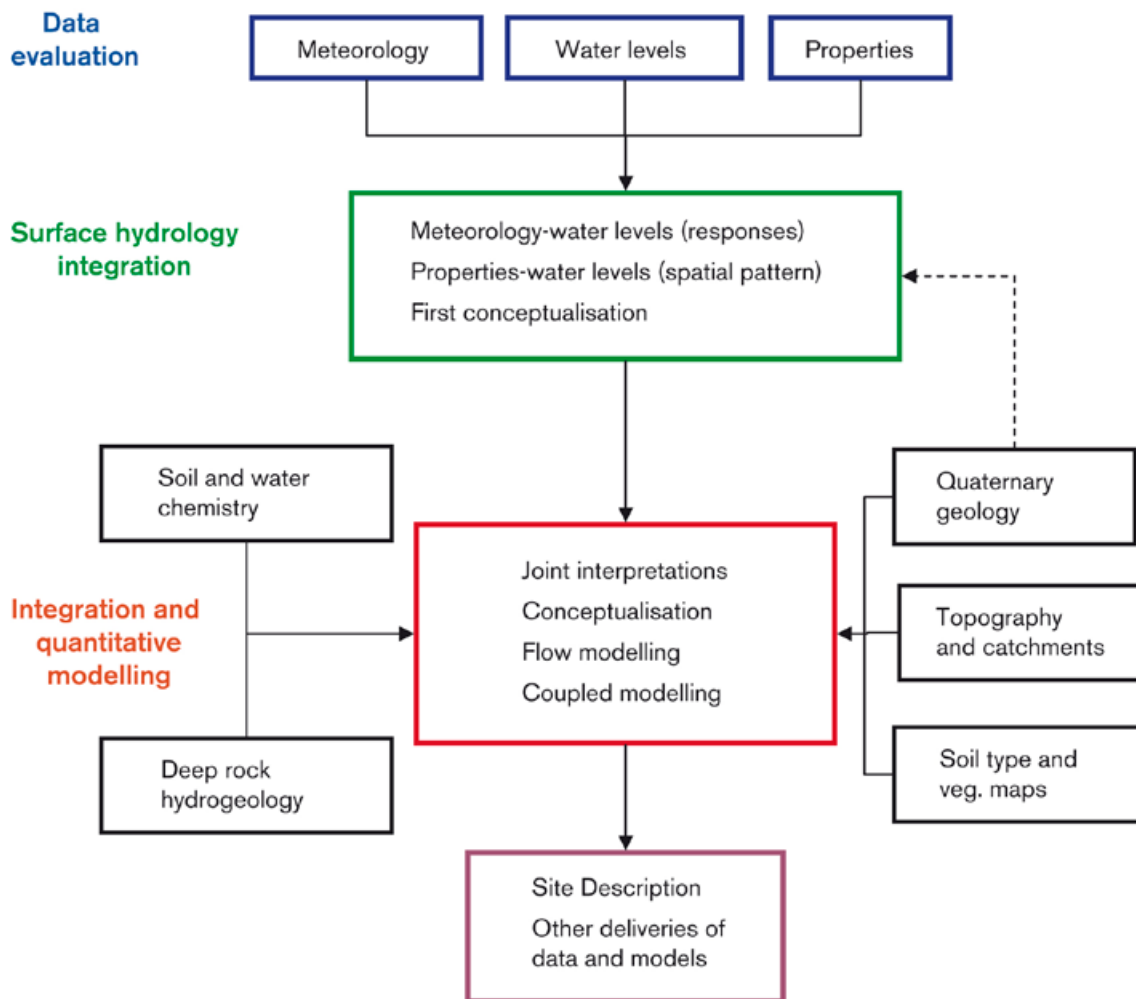 Data
evaluation
Meteorology
Water levels
Properties
Surface hydrology
integration
Meteorology-water levels (responses)
Properties-water levels (spatial pattern)
First conceptualisation
Soil and water
chemistry
Quaternary
geology
Integration and
quantitative
modelling
Joint interpretations
Conceptualisation
Flow modelling
Coupled modelling
Topography
and catchments
Deep rock
hydrogeology
Soil type and
veg. maps
Site Description
Other deliveries of
data and models